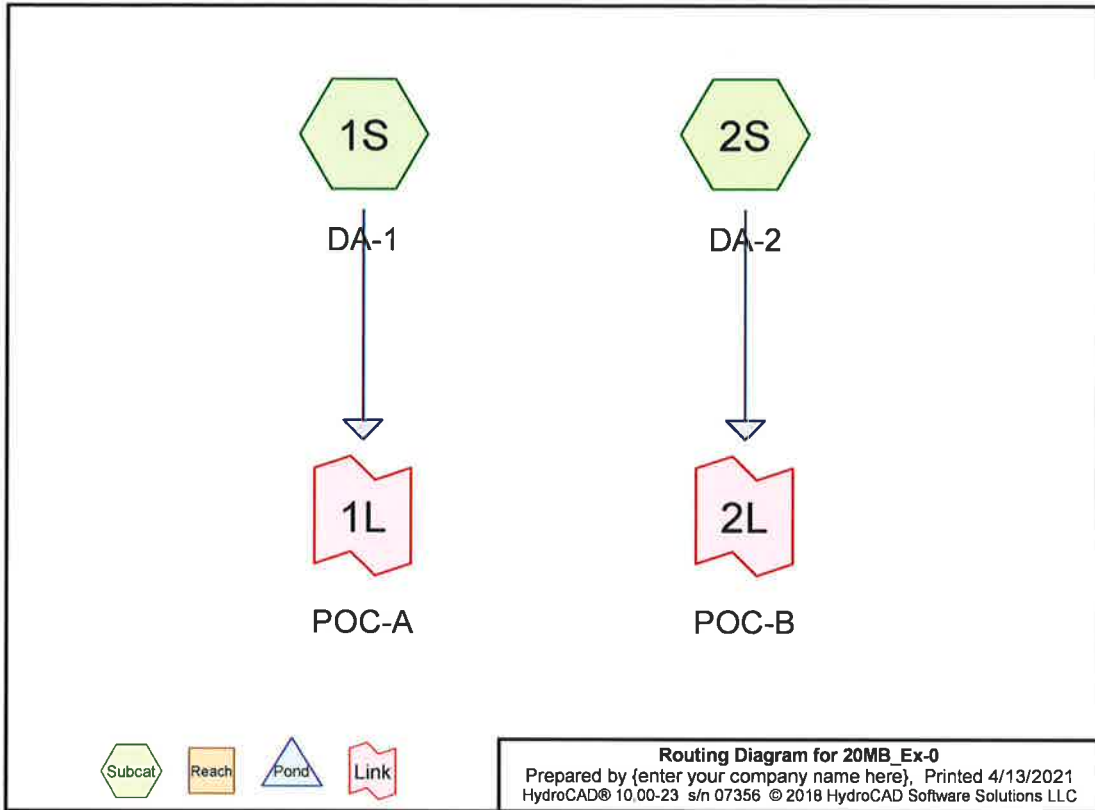 1S
2S
DA-1
DA-2
1L
2L
POC-A
POC-B
Subcat
Reach
Pond
Link
Routing Diagram for 20MB_Ex-0
Prepared by {enter your company name here}, Printed 4/13/2021
HydroCAD® 10.00-23 s/n 07356 © 2018 HydroCAD Software Solutions LLC